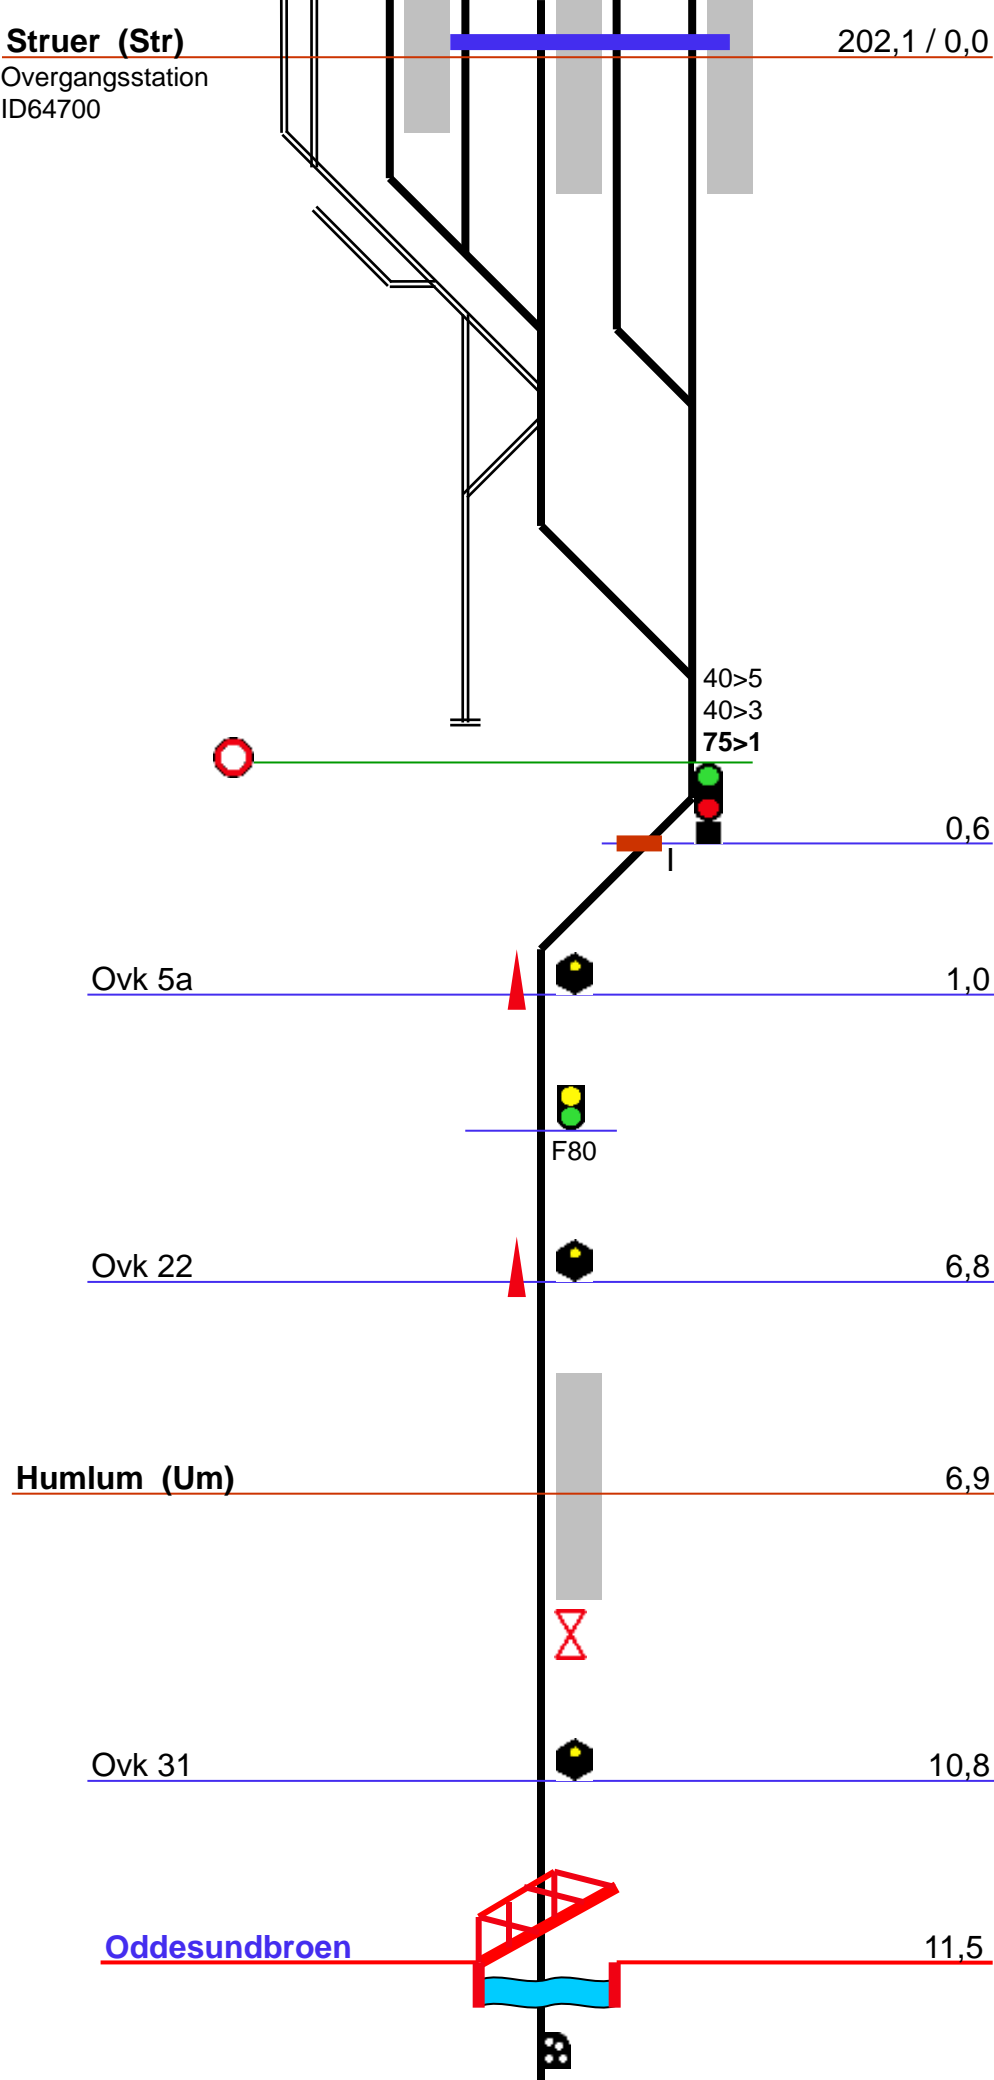 Struer (Str) 202,1 / 0,0
Overgangsstation
ID64700
40>5
40>3
75>1
0,6
I
Ovk 5a 1,0
F80
Ovk 22 6,8
Humlum (Um) 6,9
Ovk 31 10,8
Oddesundbroen 11,5